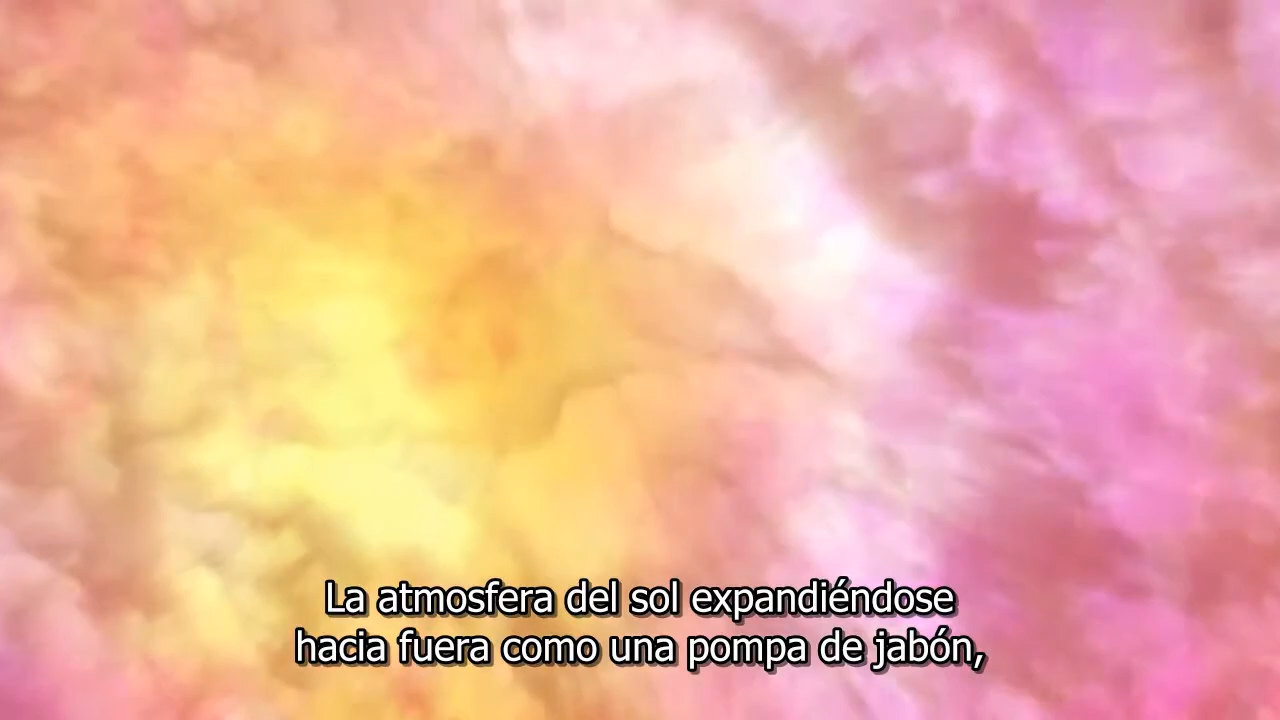 La atmosfera del sol expandiéndose
hacia fuera como una pompa de jabón,